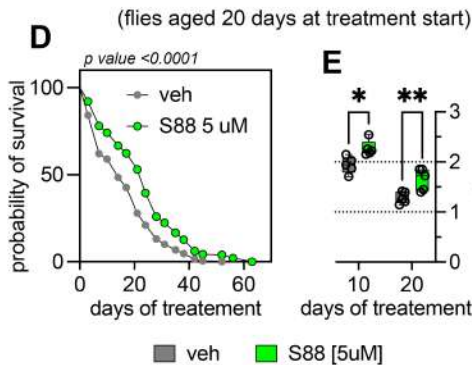 (flies aged 20 days at treatment start)
D
p value <0.0001
probability of survival
100
50
0
veh
S88 5 uM
0 20 40 60 80
days of treatement
E
* **
3
2
1
0
10 20
days of treatement
veh S88 [5uM]